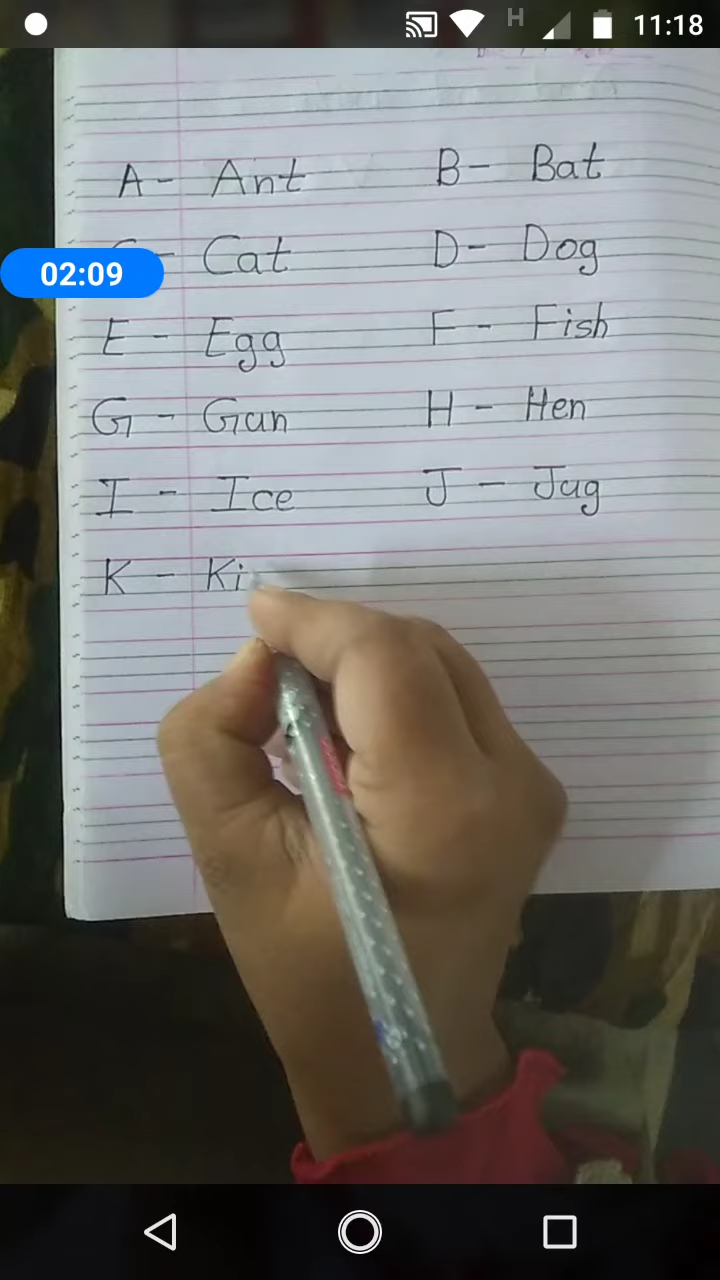 H 11:18
A - Ant B - Bat
02:09 - Cat D - Dog
E - Egg F - Fish
G - Gun H - Hen
I - Ice J - Jug
K - Ki